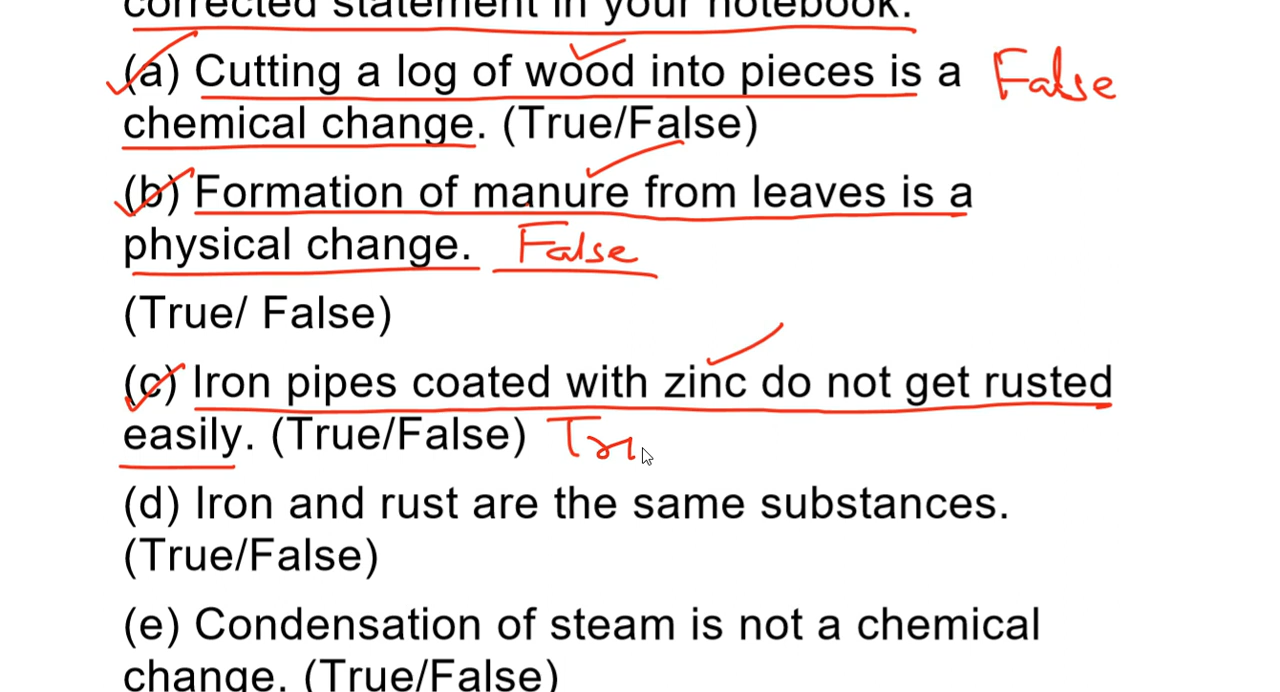 corrected statement in your notebook.
(a) Cutting a log of wood into pieces is a False
chemical change. (True/False)
(b) Formation of manure from leaves is a
physical change. False
(True/ False)
(c) Iron pipes coated with zinc do not get rusted
easily. (True/False) Tru
(d) Iron and rust are the same substances.
(True/False)
(e) Condensation of steam is not a chemical
change. (True/False)